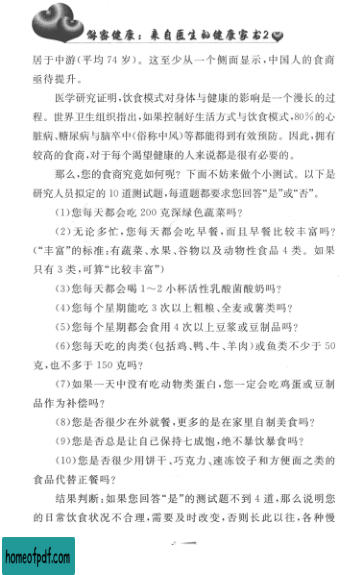 解密健康：来自医生的健康家书2
居于中游(平均 74 岁)。这至少从一个侧面显示，中国人的食商
亟待提升。
医学研究证明,饮食模式对身体与健康的影响是一个漫长的过
程。世界卫生组织指出,如果控制好生活方式与饮食模式,80%的心
脏病、糖尿病与脑卒中(俗称中风)等都能得到有效预防。因此,拥有
较高的食商,对于每个渴望健康的人来说都是很有必要的。
那么,您的食商究竟如何呢？下面不妨来做个小测试。以下是
研究人员拟定的 10 道测试题,每道题都要求您回答“是”或“否”。
(1)您每天都会吃 200 克深绿色蔬菜吗?
(2)无论多忙,您每天都会吃早餐,而且早餐比较丰富吗?
(“丰富”的标准:有蔬菜、水果、谷物以及动物性食品 4 类。如果
只有 3 类,可算“比较丰富”)
(3)您每天都会喝 1～2 小杯活性乳酸菌酸奶吗?
(4)您每个星期能吃 3 次以上粗粮、全麦或薯类吗?
(5)您每个星期都会食用 4 次以上豆浆或豆制品吗?
(6)您每天吃的肉类(包括鸡、鸭、牛、羊肉)或鱼类不少于 50
克,也不多于 150 克吗?
(7)如果一天中没有吃动物类蛋白,您一定会吃鸡蛋或豆制
品作为补偿吗?
(8)您是否很少在外就餐,更多的是在家里自制美食吗?
(9)您是否总是让自己保持七成饱,绝不暴饮暴食吗?
(10)您是否很少用饼干、巧克力、速冻饺子和方便面之类的
食品代替正餐吗?
结果判断:如果您回答“是”的测试题不到 4 道,那么说明您
的日常饮食状况不合理,需要及时改变,否则长此以往,各种慢
homeofpdf.com